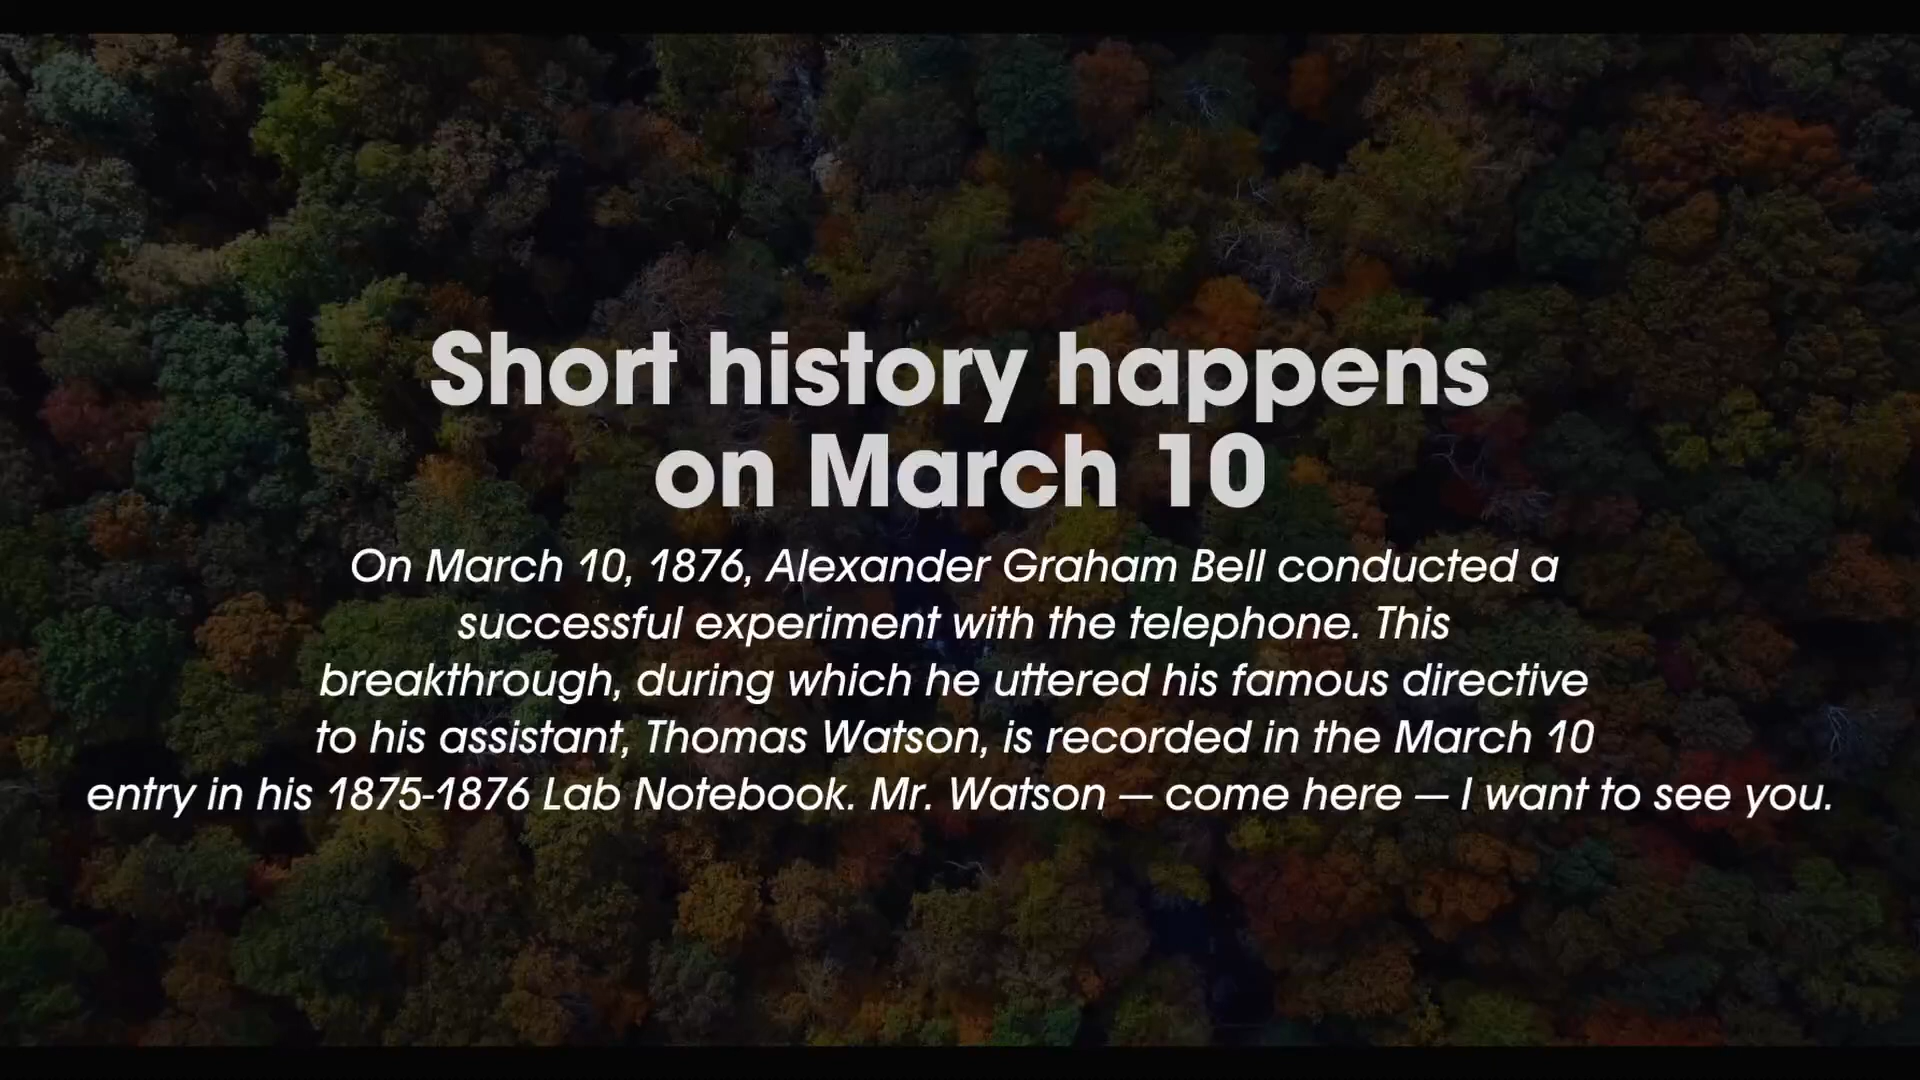 Short history happens
on March 10
On March 10, 1876, Alexander Graham Bell conducted a
successful experiment with the telephone. This
breakthrough, during which he uttered his famous directive
to his assistant, Thomas Watson, is recorded in the March 10
entry in his 1875-1876 Lab Notebook. Mr. Watson — come here — I want to see you.